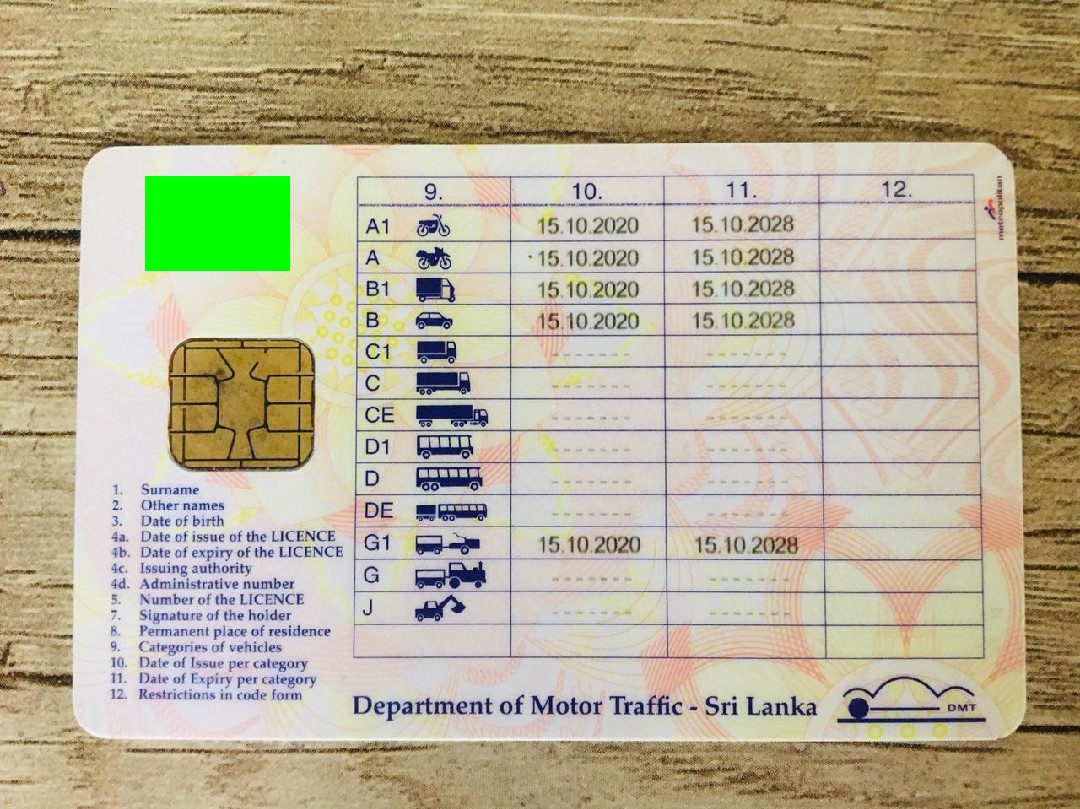 9. 10. 11. 12.
A1 15.10.2020 15.10.2028
A 15.10.2020 15.10.2028
B1 15.10.2020 15.10.2028
B 15.10.2020 15.10.2028
C1 ------- -------
C ------- -------
CE ------- -------
D1 ------- -------
D ------- -------
DE ------- -------
G1 15.10.2020 15.10.2028
G ------- -------
J ------- -------
metropolitan
1. Surname
2. Other names
3. Date of birth
4a. Date of issue of the LICENCE
4b. Date of expiry of the LICENCE
4c. Issuing authority
4d. Administrative number
5. Number of the LICENCE
7. Signature of the holder
8. Permanent place of residence
9. Categories of vehicles
10. Date of Issue per category
11. Date of Expiry per category
12. Restrictions in code form
Department of Motor Traffic - Sri Lanka
DMT